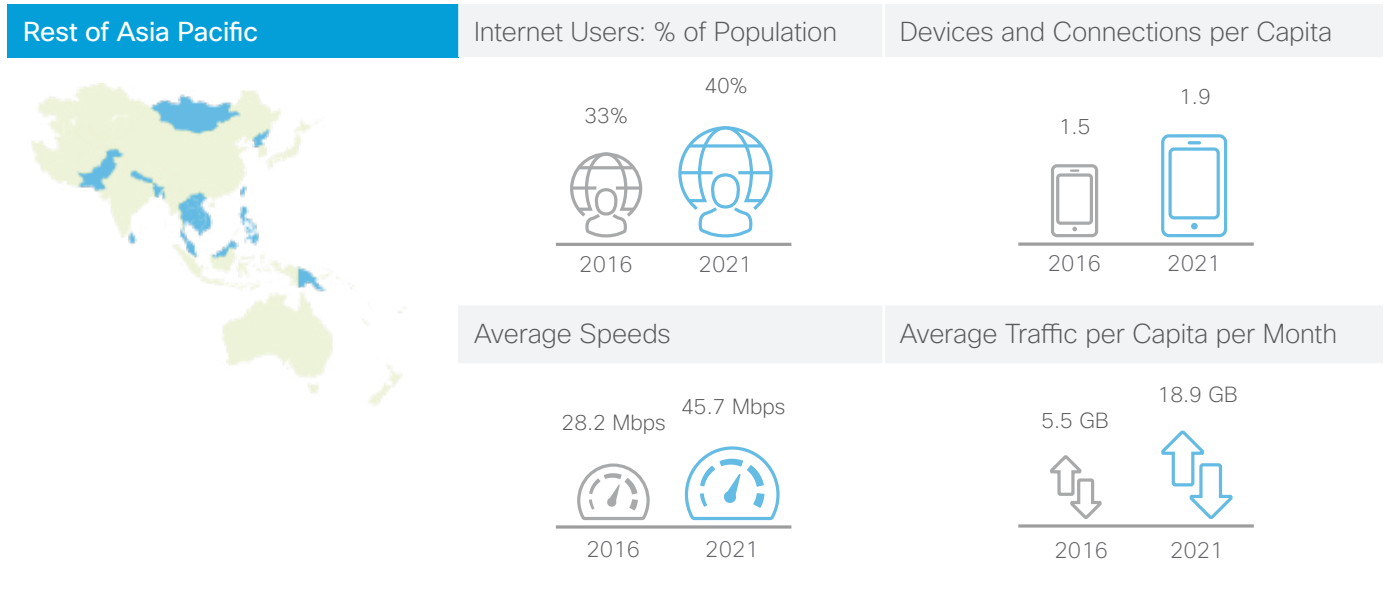 Rest of Asia Pacific
Internet Users: % of Population
33%
40%
2016
2021
Devices and Connections per Capita
1.5
1.9
2016
2021
Average Speeds
28.2 Mbps
45.7 Mbps
2016
2021
Average Traffic per Capita per Month
5.5 GB
18.9 GB
2016
2021